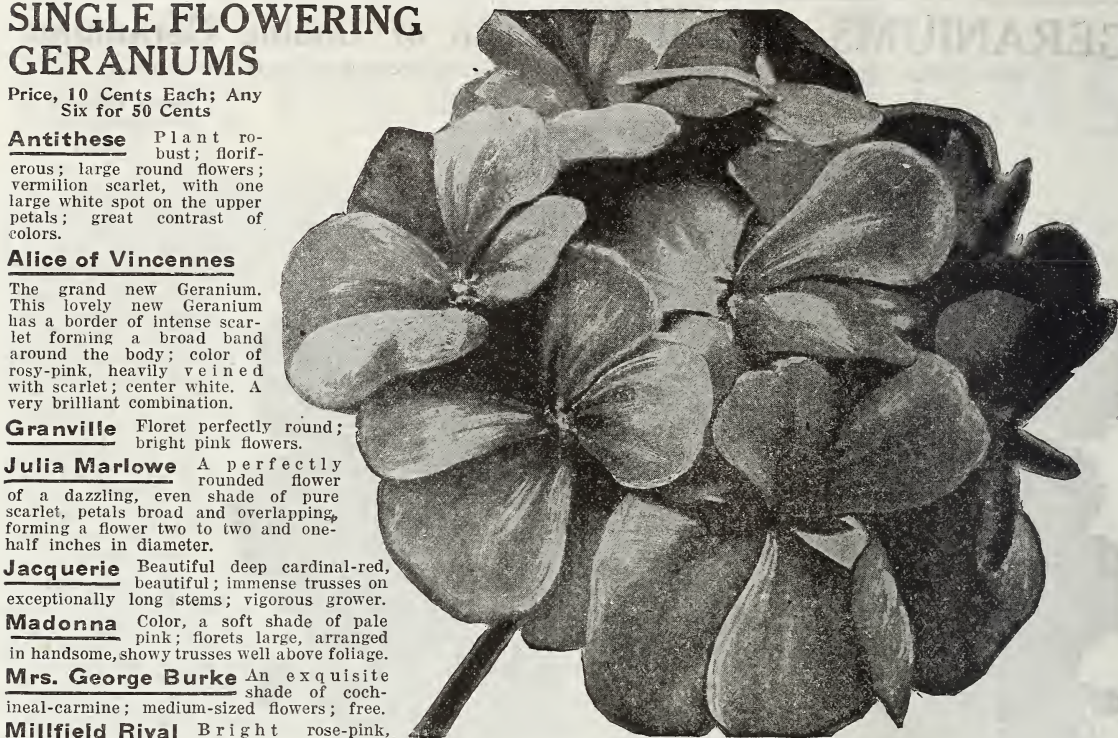 SINGLE FLOWERING
GERANIUMS
Price, 10 Cents Each; Any
Six for 50 Cents
Antithese Plant ro-
bust; florif-
erous; large round flowers;
vermilion scarlet, with one
large white spot on the upper
petals; great contrast of
colors.
Alice of Vincennes
The grand new Geranium.
This lovely new Geranium
has a border of intense scar-
let forming a broad band
around the body; color of
rosy-pink, heavily veined
with scarlet; center white. A
very brilliant combination.
Granville Floret perfectly round;
bright pink flowers.
Julia Marlowe A perfectly
rounded flower
of a dazzling, even shade of pure
scarlet, petals broad and overlapping,
forming a flower two to two and one-
half inches in diameter.
Jacquerie Beautiful deep cardinal-red,
beautiful; immense trusses on
exceptionally long stems; vigorous grower.
Madonna Color, a soft shade of pale
pink; florets large, arranged
in handsome, showy trusses well above foliage.
Mrs. George Burke An exquisite
shade of coch-
ineal-carmine; medium-sized flowers; free.
Millfield Rival Bright rose-pink,
GERANIUMS